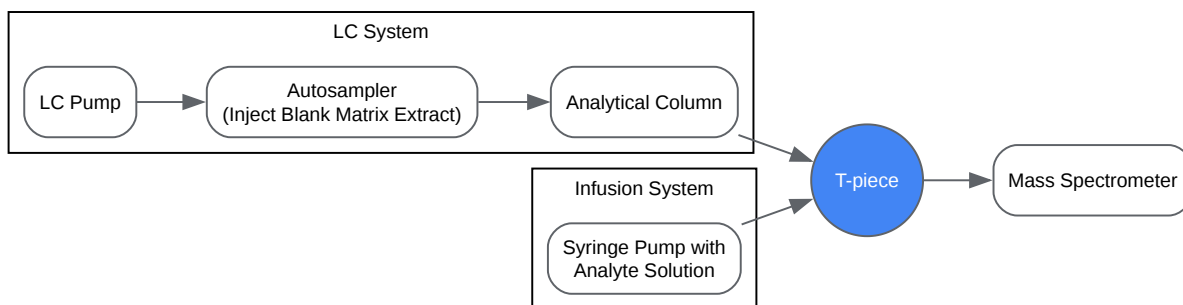 LC System
LC Pump
Autosampler
(Inject Blank Matrix Extract)
Analytical Column
T-piece
Mass Spectrometer
Infusion System
Syringe Pump with
Analyte Solution